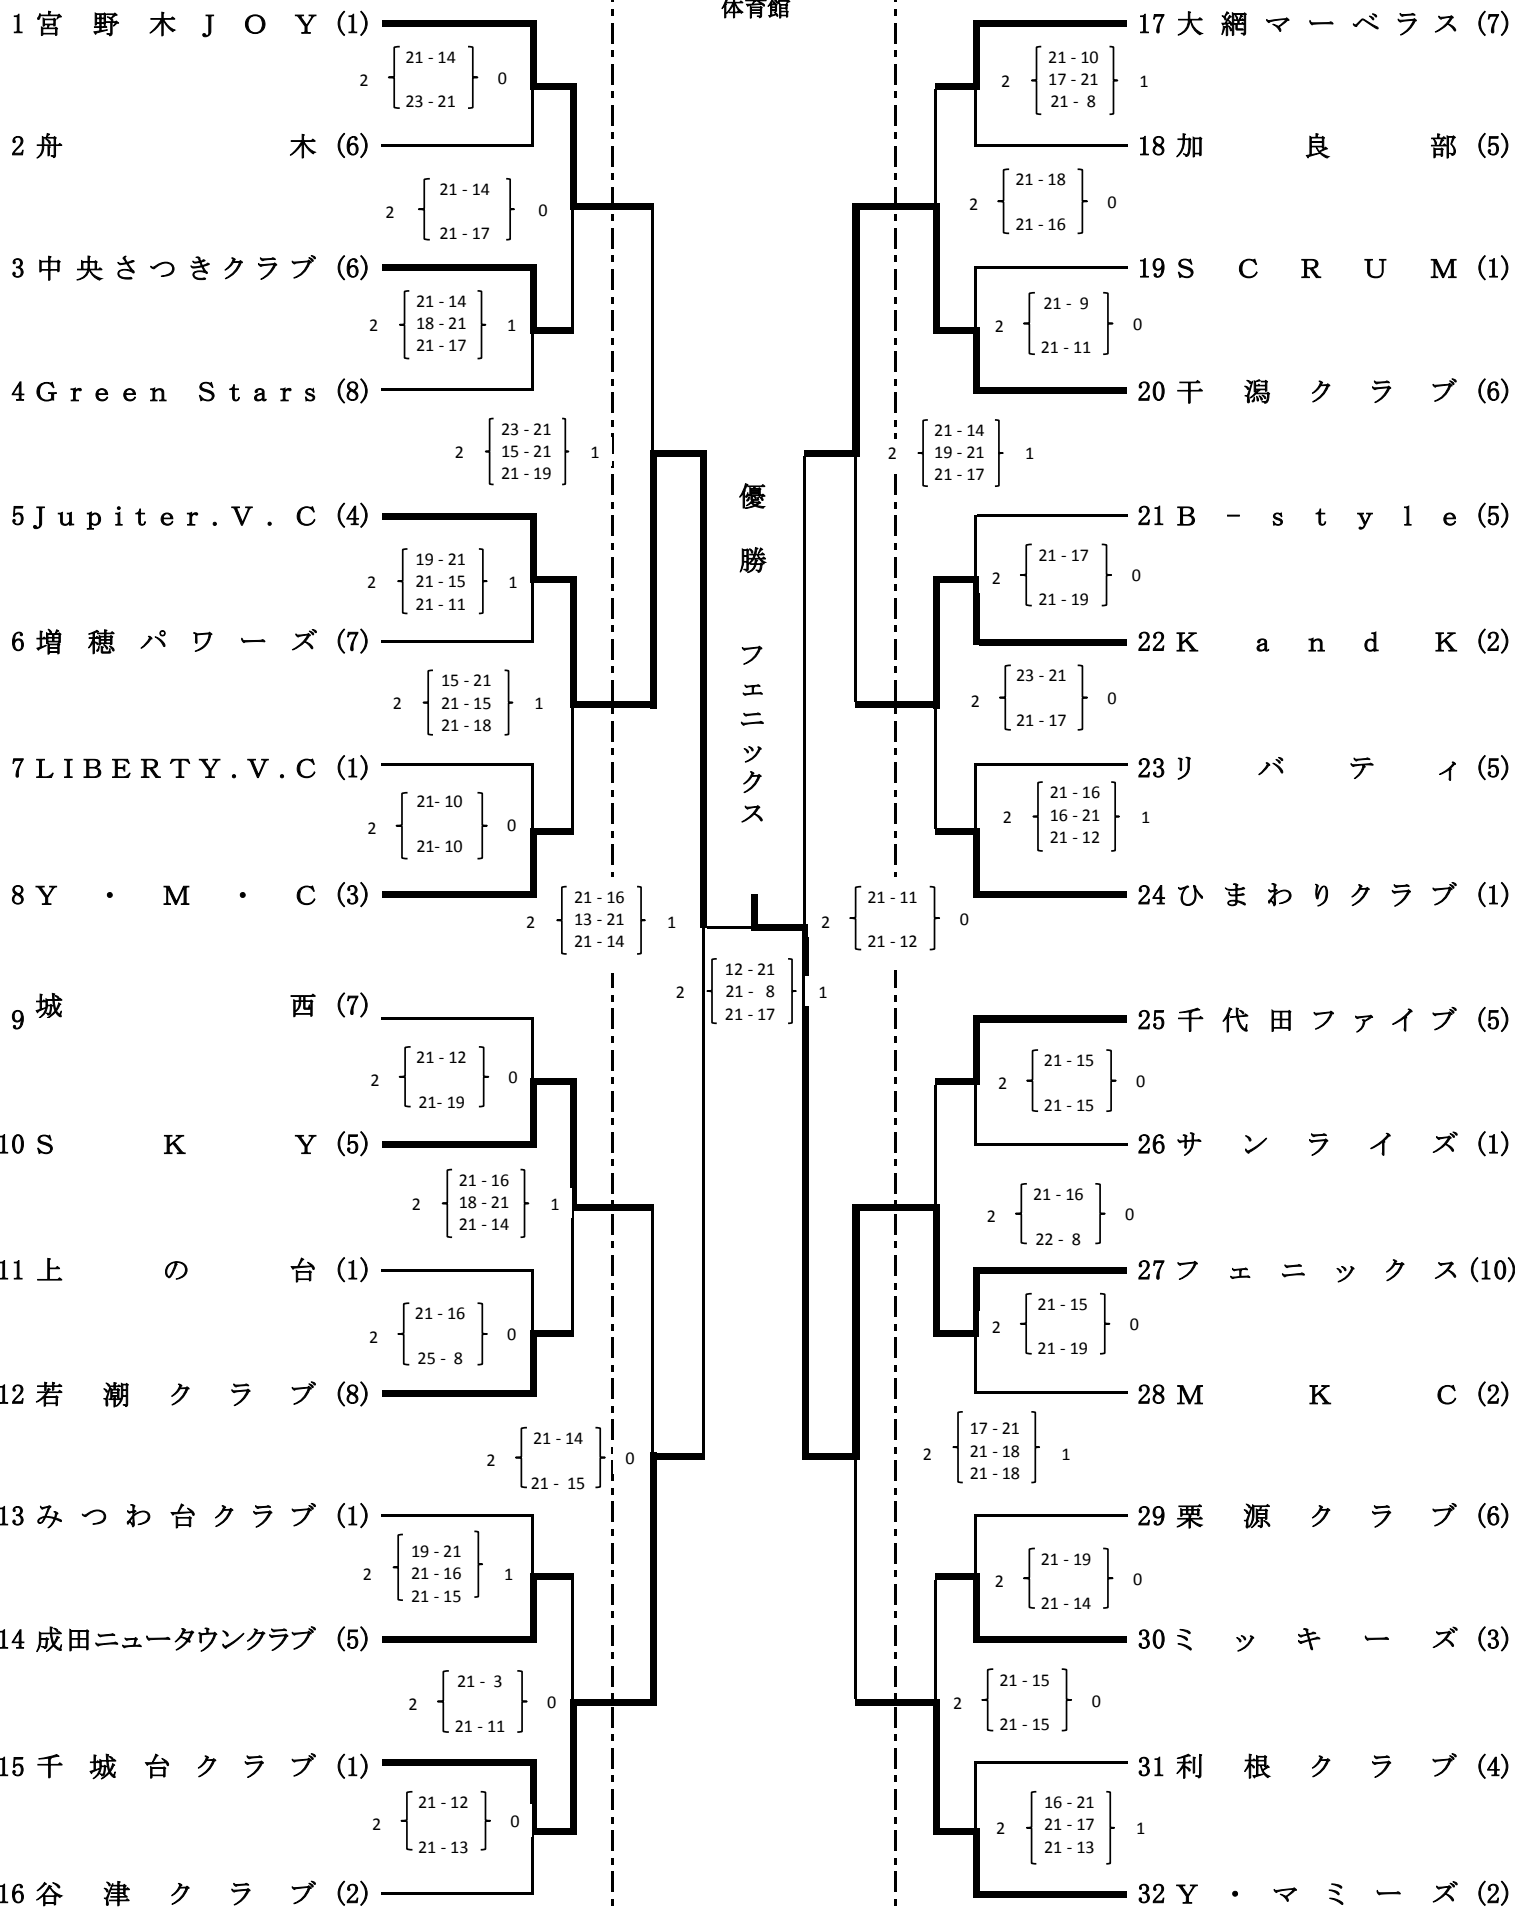 体育館
1 宮野木JOY (1)
2 [21 - 14 23 - 21] 0
2 舟木 (6)
2 [21 - 14 21 - 17] 0
3 中央さつきクラブ (6)
2 [21 - 14 18 - 21 21 - 17] 1
4 Green Stars (8)
2 [23 - 21 15 - 21 21 - 19] 1
5 Jupiter.V.C (4)
2 [19 - 21 21 - 15 21 - 11] 1
6 増穂パワーズ (7)
2 [15 - 21 21 - 15 21 - 18] 1
7 LIBERTY.V.C (1)
2 [21- 10 21- 10] 0
8 Y・M・C (3)
2 [21 - 16 13 - 21 21 - 14] 1
9 城西 (7)
2 [21 - 12 21- 19] 0
10 SKY (5)
2 [21 - 16 18 - 21 21 - 14] 1
11 上の台 (1)
2 [21 - 16 25 - 8] 0
12 若潮クラブ (8)
2 [21 - 14 21 - 15] 0
13 みつわ台クラブ (1)
2 [19 - 21 21 - 16 21 - 15] 1
14 成田ニュータウンクラブ (5)
2 [21 - 3 21 - 11] 0
15 千城台クラブ (1)
2 [21 - 12 21 - 13] 0
16 谷津クラブ (2)
優勝 フェニックス
2 [12 - 21 21 - 8 21 - 17] 1
17 大網マーベラス (7)
2 [21 - 10 17 - 21 21 - 8] 1
18 加良部 (5)
2 [21 - 18 21 - 16] 0
19 SCRUM (1)
2 [21 - 9 21 - 11] 0
20 干潟クラブ (6)
2 [21 - 14 19 - 21 21 - 17] 1
21 B-style (5)
2 [21 - 17 21 - 19] 0
22 KandK (2)
2 [23 - 21 21 - 17] 0
23 リバティ (5)
2 [21 - 16 16 - 21 21 - 12] 1
24 ひまわりクラブ (1)
2 [21 - 11 21 - 12] 0
25 千代田ファイブ (5)
2 [21 - 15 21 - 15] 0
26 サンライズ (1)
2 [21 - 16 22 - 8] 0
27 フェニックス (10)
2 [21 - 15 21 - 19] 0
28 MKC (2)
2 [17 - 21 21 - 18 21 - 18] 1
29 栗源クラブ (6)
2 [21 - 19 21 - 14] 0
30 ミッキーズ (3)
2 [21 - 15 21 - 15] 0
31 利根クラブ (4)
2 [16 - 21 21 - 17 21 - 13] 1
32 Y・マミーズ (2)